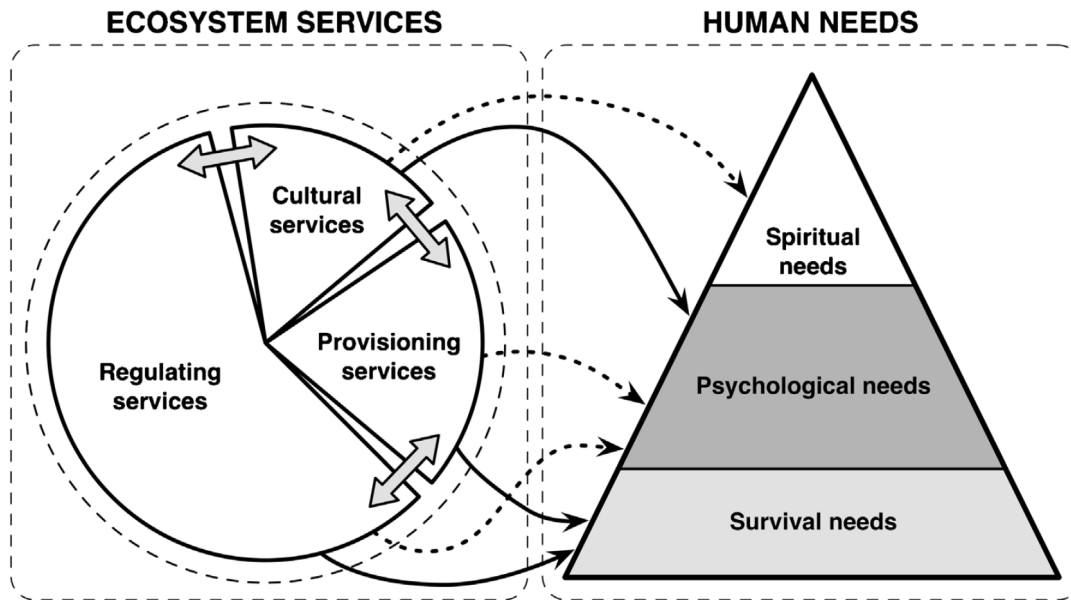 ECOSYSTEM SERVICES
HUMAN NEEDS
Cultural
services
Provisioning
services
Regulating
services
Spiritual
needs
Psychological needs
Survival needs